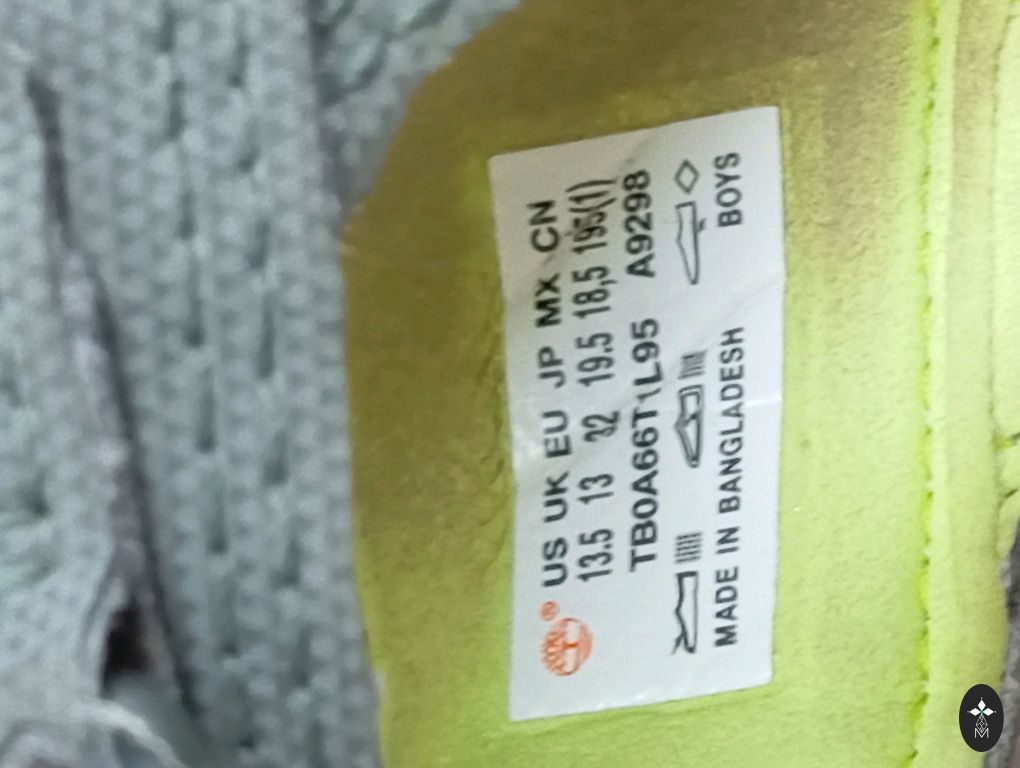 US UK EU JP MX CN
13.5 13 32 19.5 18,5 195(1)
TB0A66T1L95 A9298
MADE IN BANGLADESH BOYS